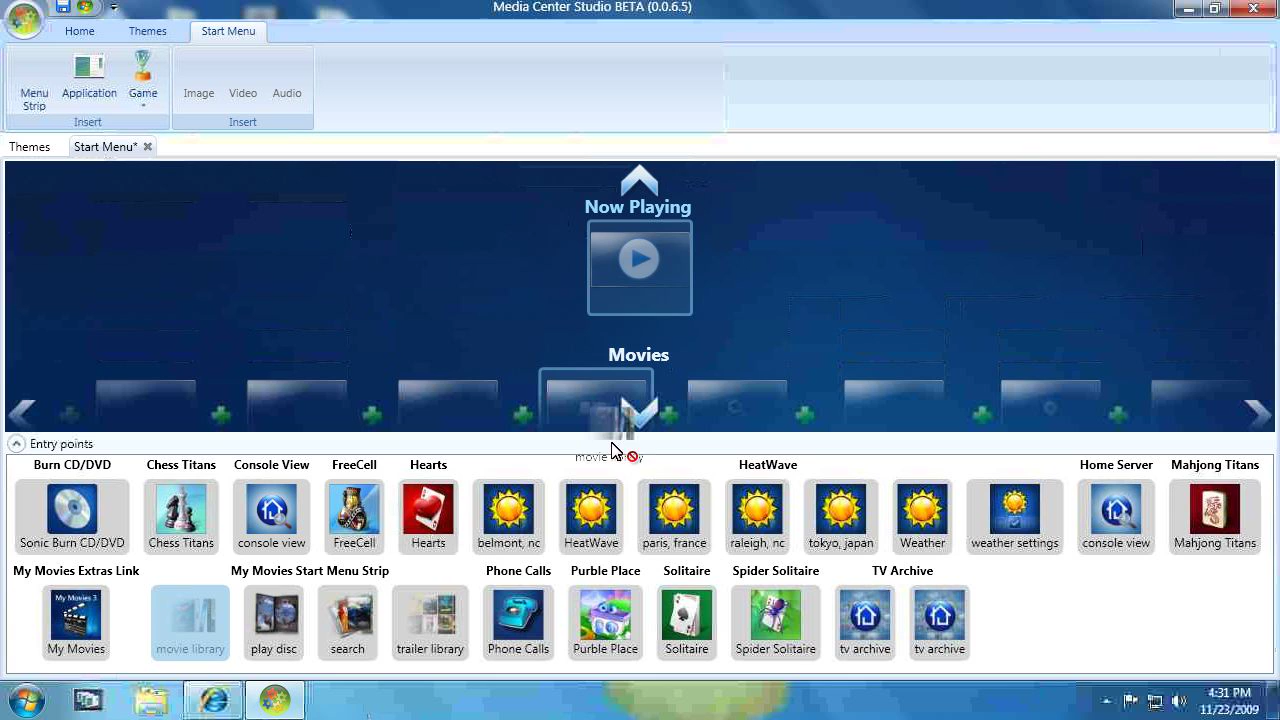 Media Center Studio BETA (0.0.6.5)
Home Themes Start Menu
Menu Strip Application Game Image Video Audio
Insert Insert
Themes Start Menu*
Now Playing
Movies
movie library
Entry points
Burn CD/DVD Chess Titans Console View FreeCell Hearts HeatWave Home Server Mahjong Titans
Sonic Burn CD/DVD Chess Titans console view FreeCell Hearts belmont, nc HeatWave paris, france raleigh, nc tokyo, japan Weather weather settings console view Mahjong Titans
My Movies Extras Link My Movies Start Menu Strip Phone Calls Purble Place Solitaire Spider Solitaire TV Archive
My Movies 3
My Movies movie library play disc search trailer library Phone Calls Purble Place Solitaire Spider Solitaire tv archive tv archive
4:31 PM
11/23/2009